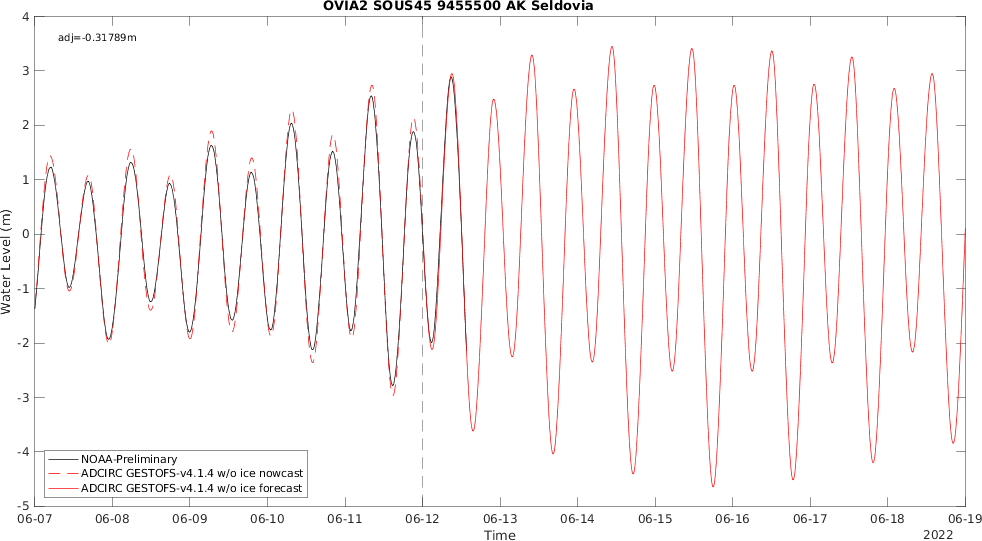 OVIA2 SOUS45 9455500 AK Seldovia
adj=-0.31789m
4
3
2
1
0
-1
-2
-3
-4
-5
Water Level (m)
NOAA-Preliminary
ADCIRC GESTOFS-v4.1.4 w/o ice nowcast
ADCIRC GESTOFS-v4.1.4 w/o ice forecast
06-07 06-08 06-09 06-10 06-11 06-12 06-13 06-14 06-15 06-16 06-17 06-18 06-19
Time
2022